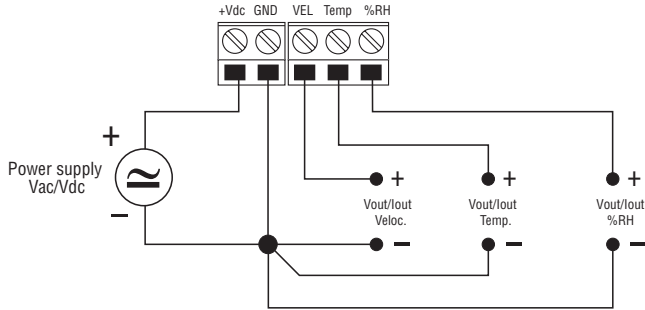 +Vdc GND VEL Temp %RH
+
Power supply
Vac/Vdc
–
+ + +
Vout/Iout Vout/Iout Vout/Iout
Veloc. Temp. %RH
– – –